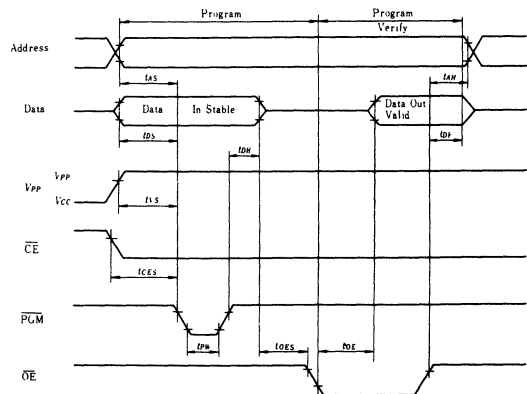 Program
Program
Verify
Address
tAS
tAH
Data
Data In Stable
Data Out
Valid
tDS
tDH
tDF
VPP
VPP
VCC
tVS
CE
tCES
PGM
tPW
tOES
tOE
OE